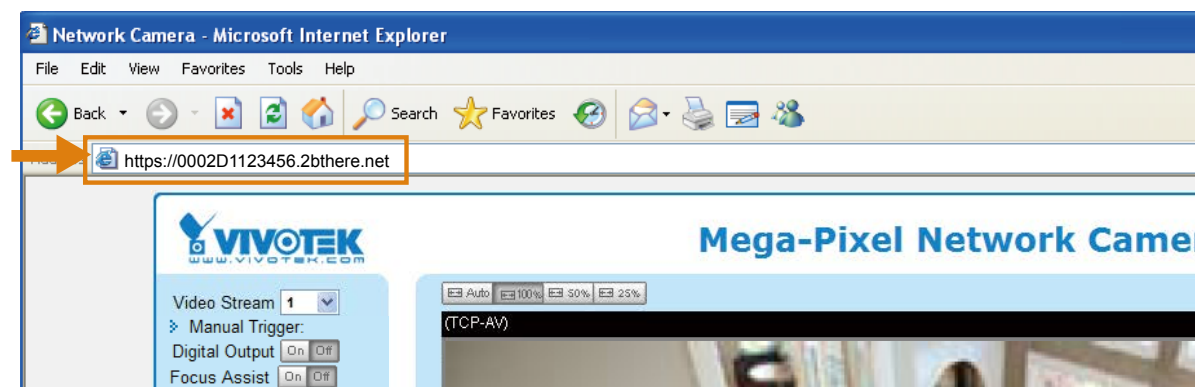 Network Camera - Microsoft Internet Explorer
File Edit View Favorites Tools Help
Back Search Favorites
https://0002D1123456.2bthere.net
VIVOTEK
www.vivotek.com
Mega-Pixel Network Came
Video Stream 1
Manual Trigger:
Digital Output On Off
Focus Assist On Off
Auto 100% 50% 25%
(TCP-AV)